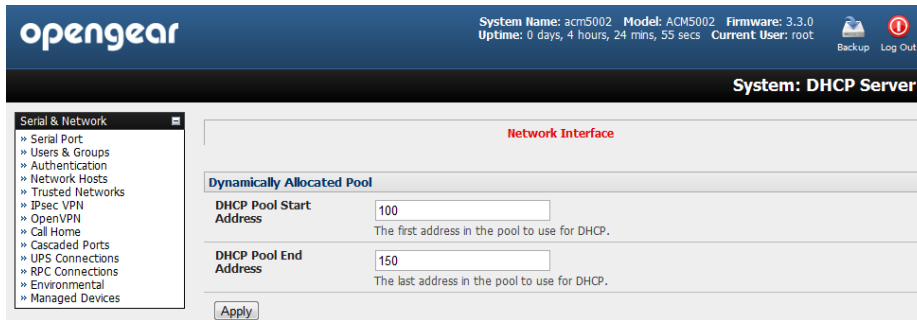 opengear
System Name: acm5002 Model: ACM5002 Firmware: 3.3.0
Uptime: 0 days, 4 hours, 24 mins, 55 secs Current User: root
Backup Log Out
System: DHCP Server
Serial & Network
» Serial Port
» Users & Groups
» Authentication
» Network Hosts
» Trusted Networks
» IPsec VPN
» OpenVPN
» Call Home
» Cascaded Ports
» UPS Connections
» RPC Connections
» Environmental
» Managed Devices
Network Interface
Dynamically Allocated Pool
DHCP Pool Start
Address
100
The first address in the pool to use for DHCP.
DHCP Pool End
Address
150
The last address in the pool to use for DHCP.
Apply